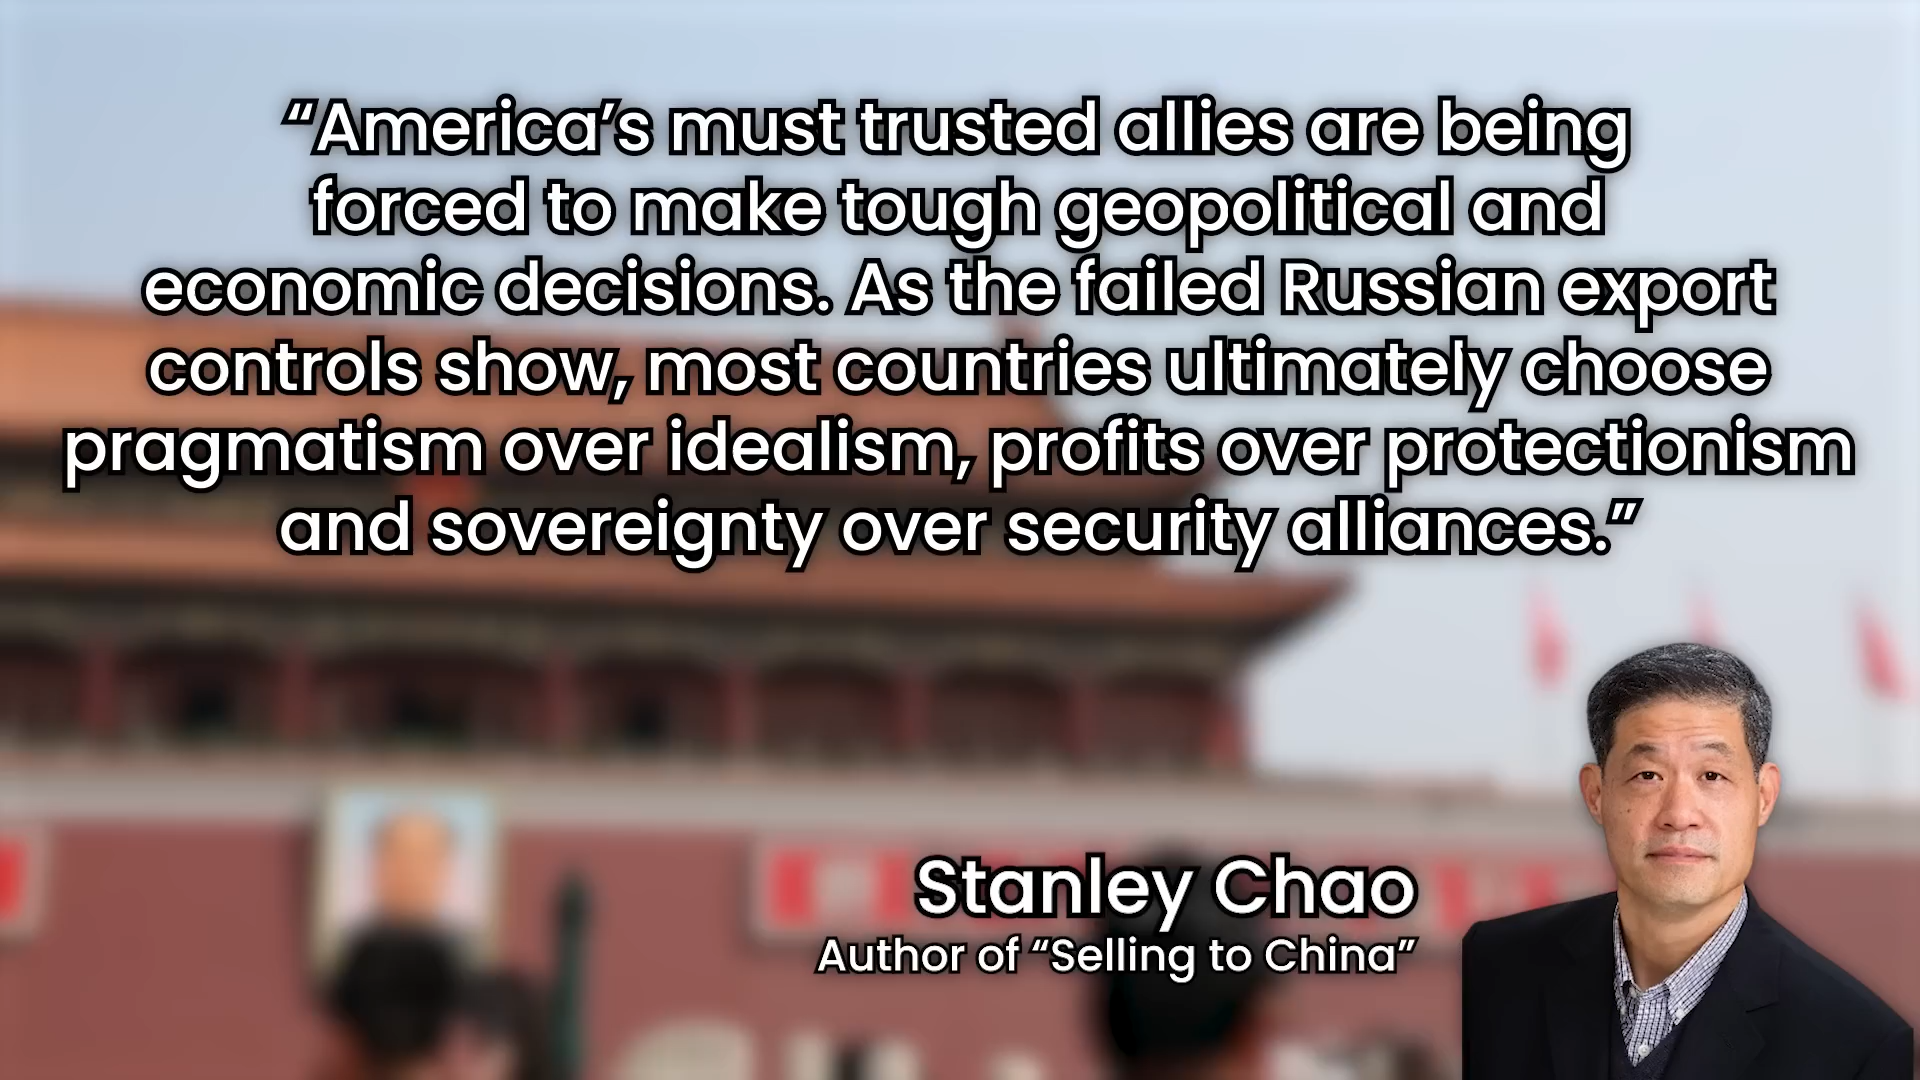 “America’s must trusted allies are being
forced to make tough geopolitical and
economic decisions. As the failed Russian export
controls show, most countries ultimately choose
pragmatism over idealism, profits over protectionism
and sovereignty over security alliances.”
Stanley Chao
Author of “Selling to China”